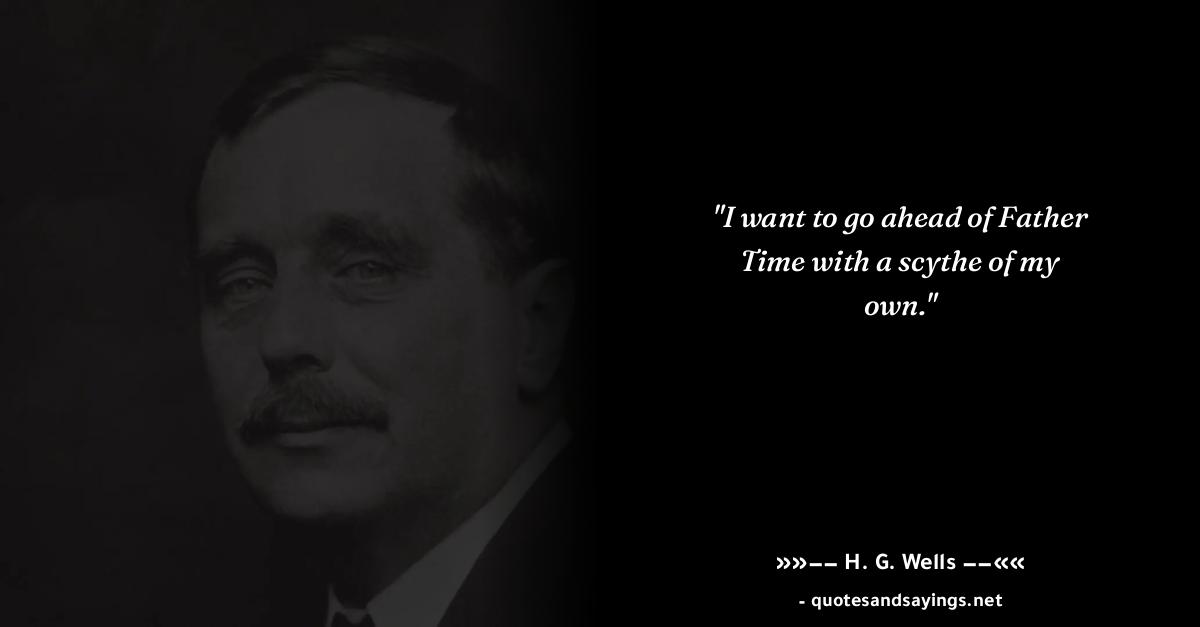 "I want to go ahead of Father
Time with a scythe of my
own."
»»–– H. G. Wells ––««
- quotesandsayings.net